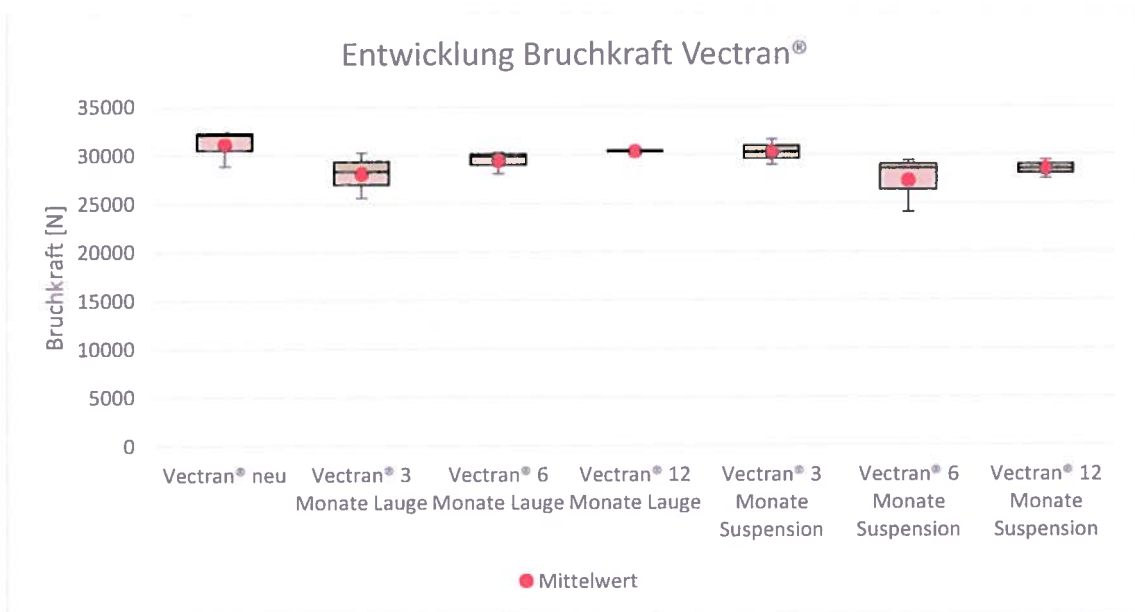 Entwicklung Bruchkraft Vectran®
35000
30000
25000
20000
15000
10000
5000
0
Bruchkraft [N]
Vectran® neu
Vectran® 3
Monate Lauge
Vectran® 6
Monate Lauge
Vectran® 12
Monate Lauge
Vectran® 3
Monate
Suspension
Vectran® 6
Monate
Suspension
Vectran® 12
Monate
Suspension
Mittelwert